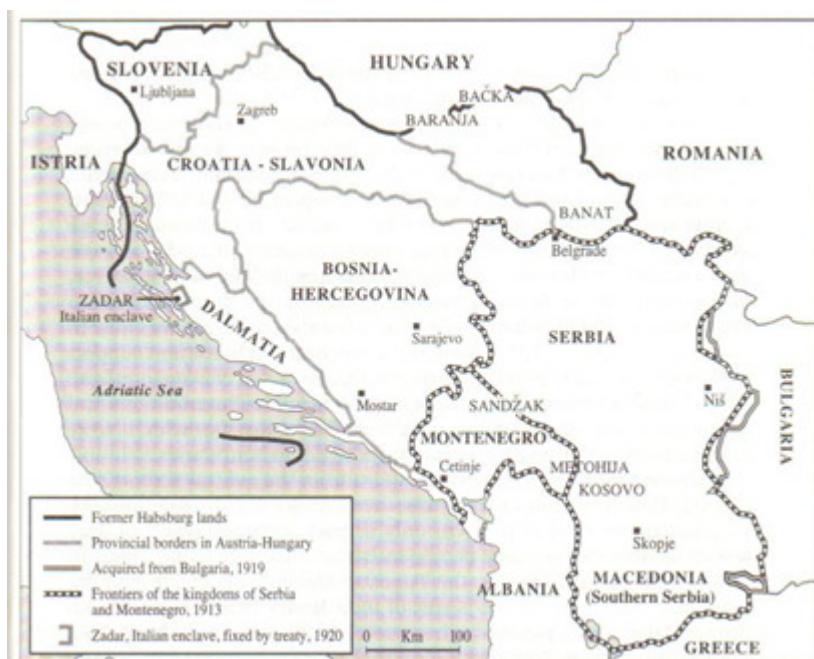 SLOVENIA
Ljubljana
HUNGARY
Zagreb
BAČKA
BARANJA
ISTRIA
CROATIA - SLAVONIA
ROMANIA
BANAT
Belgrade
BOSNIA-
HERCEGOVINA
ZADAR
Italian enclave
DALMATIA
Sarajevo
SERBIA
BULGARIA
Adriatic Sea
Mostar
SANDŽAK
Niš
MONTENEGRO
Cetinje
METOHIJA
KOSOVO
Skopje
ALBANIA
MACEDONIA
(Southern Serbia)
GREECE
Former Habsburg lands
Provincial borders in Austria-Hungary
Acquired from Bulgaria, 1919
Frontiers of the kingdoms of Serbia
and Montenegro, 1913
Zadar, Italian enclave, fixed by treaty, 1920
0 Km 100